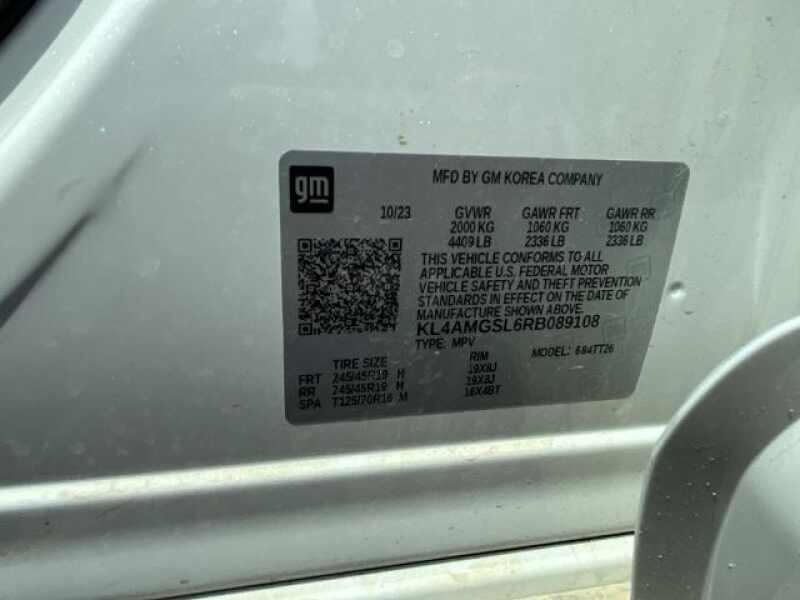 gm
MFD BY GM KOREA COMPANY
10/23 GVWR GAWR FRT GAWR RR
2000 KG 1060 KG 1060 KG
4409 LB 2336 LB 2336 LB
THIS VEHICLE CONFORMS TO ALL
APPLICABLE U.S. FEDERAL MOTOR
VEHICLE SAFETY AND THEFT PREVENTION
STANDARDS IN EFFECT ON THE DATE OF
MANUFACTURE SHOWN ABOVE.
KL4AMGSL6RB089108
TYPE: MPV MODEL: 684TT26
TIRE SIZE RIM
FRT 245/45R19 H 19X8J
RR 245/45R19 H 19X8J
SPA T125/70R16 M 16X4BT